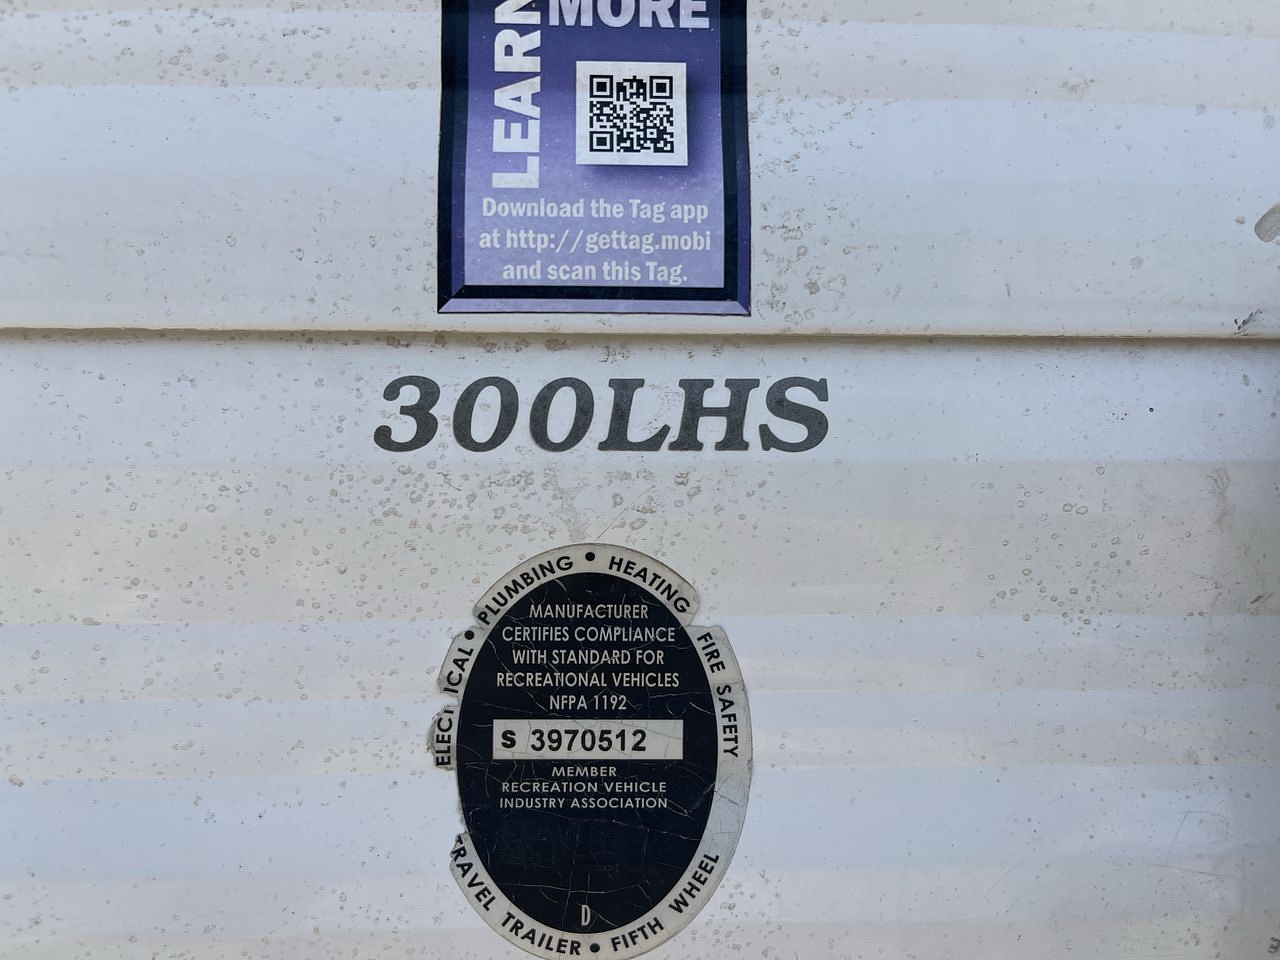 LEARN
MORE
Download the Tag app
at http://gettag.mobi
and scan this Tag.
300LHS
PLUMBING • HEATING
FIRE SAFETY
ELECT ICAL •
MANUFACTURER
CERTIFIES COMPLIANCE
WITH STANDARD FOR
RECREATIONAL VEHICLES
NFPA 1192
S 3970512
MEMBER
RECREATION VEHICLE
INDUSTRY ASSOCIATION
D
TRAVEL TRAILER • FIFTH WHEEL